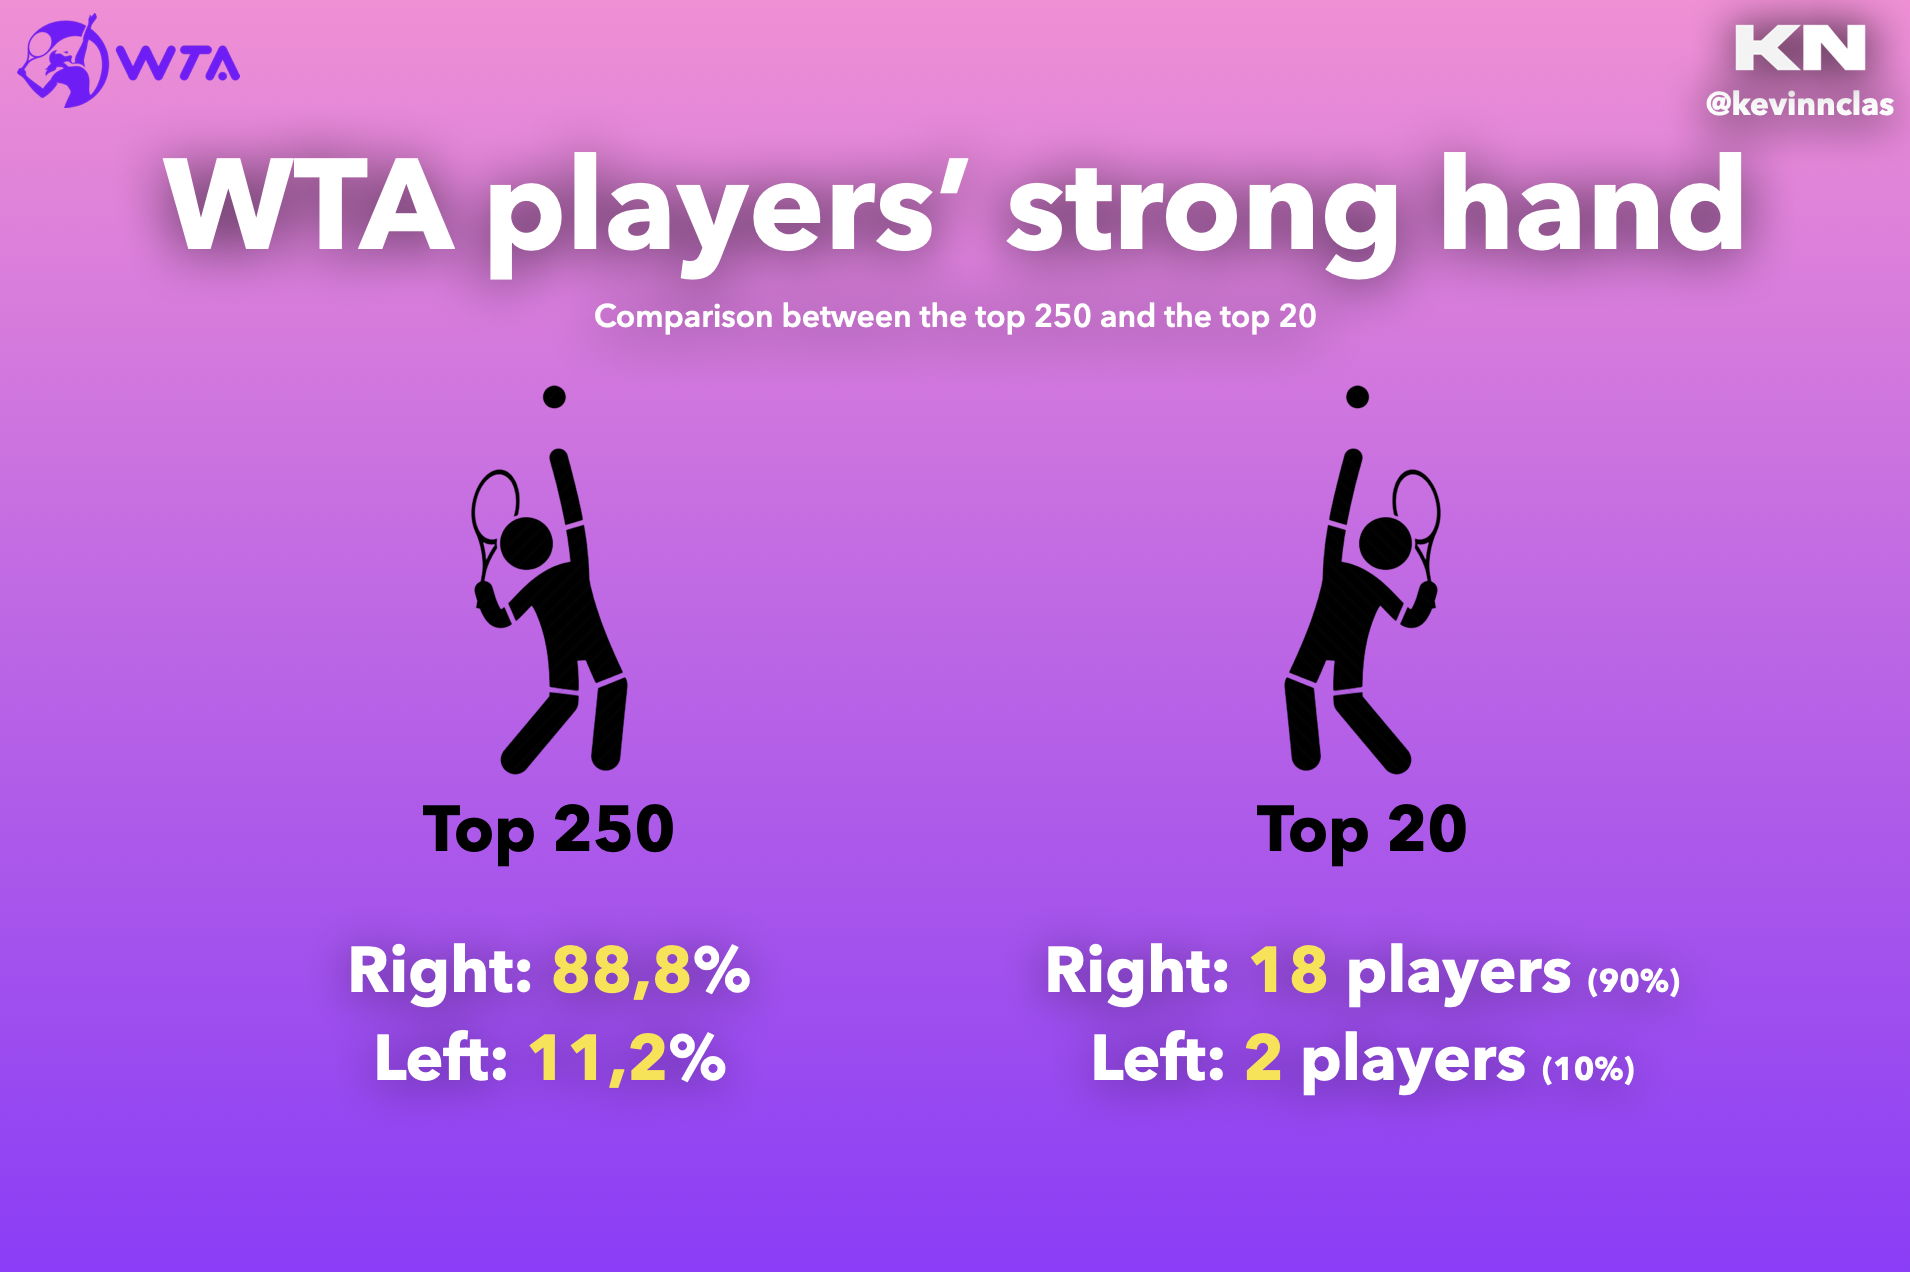 WTA
KN
@kevinnclas
WTA players’ strong hand
Comparison between the top 250 and the top 20
Top 250
Right: 88,8%
Left: 11,2%
Top 20
Right: 18 players (90%)
Left: 2 players (10%)